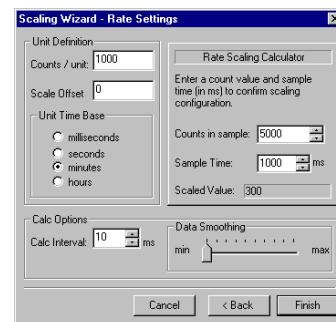 Scaling Wizard - Rate Settings
Unit Definition
Counts / unit: 1000
Scale Offset 0
Unit Time Base
milliseconds
seconds
minutes
hours
Rate Scaling Calculator
Enter a count value and sample
time (in ms) to confirm scaling
configuration.
Counts in sample: 5000
Sample Time: 1000 ms
Scaled Value: 300
Calc Options
Calc Interval: 10 ms
Data Smoothing
min max
Cancel < Back Finish